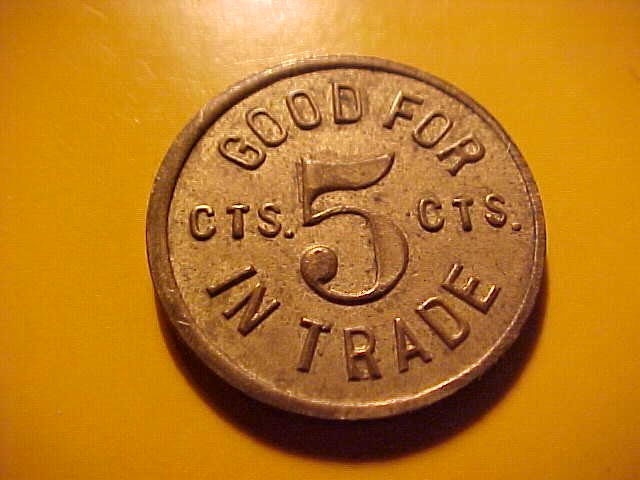 GOOD FOR
CTS. 5 CTS.
IN TRADE